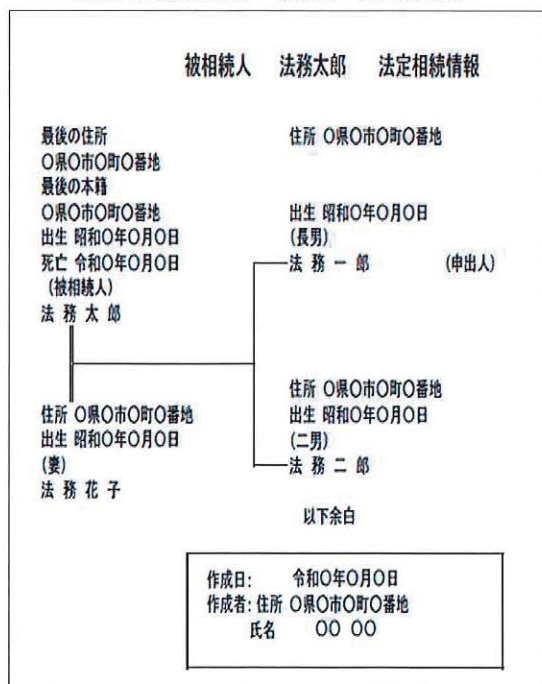 被相続人 法務太郎 法定相続情報
最後の住所
〇県〇市〇町〇番地
最後の本籍
〇県〇市〇町〇番地
出生 昭和〇年〇月〇日
死亡 令和〇年〇月〇日
(被相続人)
法 務 太 郎
住所 〇県〇市〇町〇番地
出生 昭和〇年〇月〇日
(長男)
法 務 一 郎 (申出人)
住所 〇県〇市〇町〇番地
出生 昭和〇年〇月〇日
(妻)
法 務 花 子
住所 〇県〇市〇町〇番地
出生 昭和〇年〇月〇日
(二男)
法 務 二 郎
以下余白
作成日: 令和〇年〇月〇日
作成者: 住所 〇県〇市〇町〇番地
氏名 〇〇 〇〇